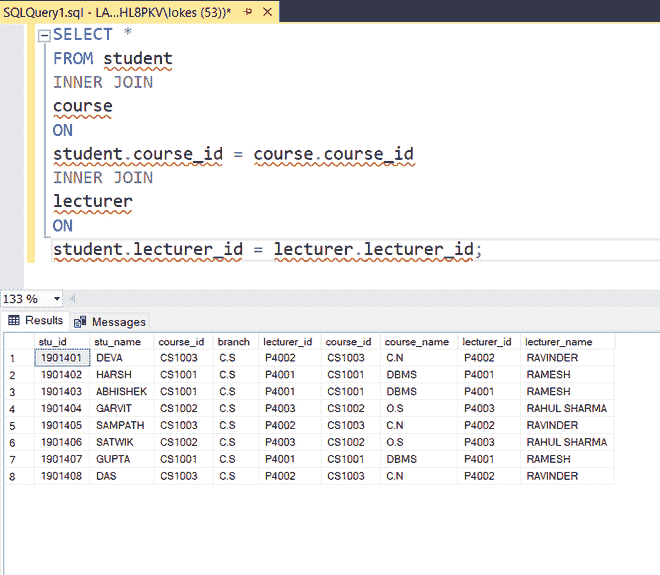 SQLQuery1.sql - LA...HL8PKV\lokes (53))*
SELECT *
FROM student
INNER JOIN
course
ON
student.course_id = course.course_id
INNER JOIN
lecturer
ON
student.lecturer_id = lecturer.lecturer_id;
133 %
Results Messages
stu_id stu_name course_id branch lecturer_id course_id course_name lecturer_id lecturer_name
1 1901401 DEVA CS1003 C.S P4002 CS1003 C.N P4002 RAVINDER
2 1901402 HARSH CS1001 C.S P4001 CS1001 DBMS P4001 RAMESH
3 1901403 ABHISHEK CS1001 C.S P4001 CS1001 DBMS P4001 RAMESH
4 1901404 GARVIT CS1002 C.S P4003 CS1002 O.S P4003 RAHUL SHARMA
5 1901405 SAMPATH CS1003 C.S P4002 CS1003 C.N P4002 RAVINDER
6 1901406 SATWIK CS1002 C.S P4003 CS1002 O.S P4003 RAHUL SHARMA
7 1901407 GUPTA CS1001 C.S P4001 CS1001 DBMS P4001 RAMESH
8 1901408 DAS CS1003 C.S P4002 CS1003 C.N P4002 RAVINDER